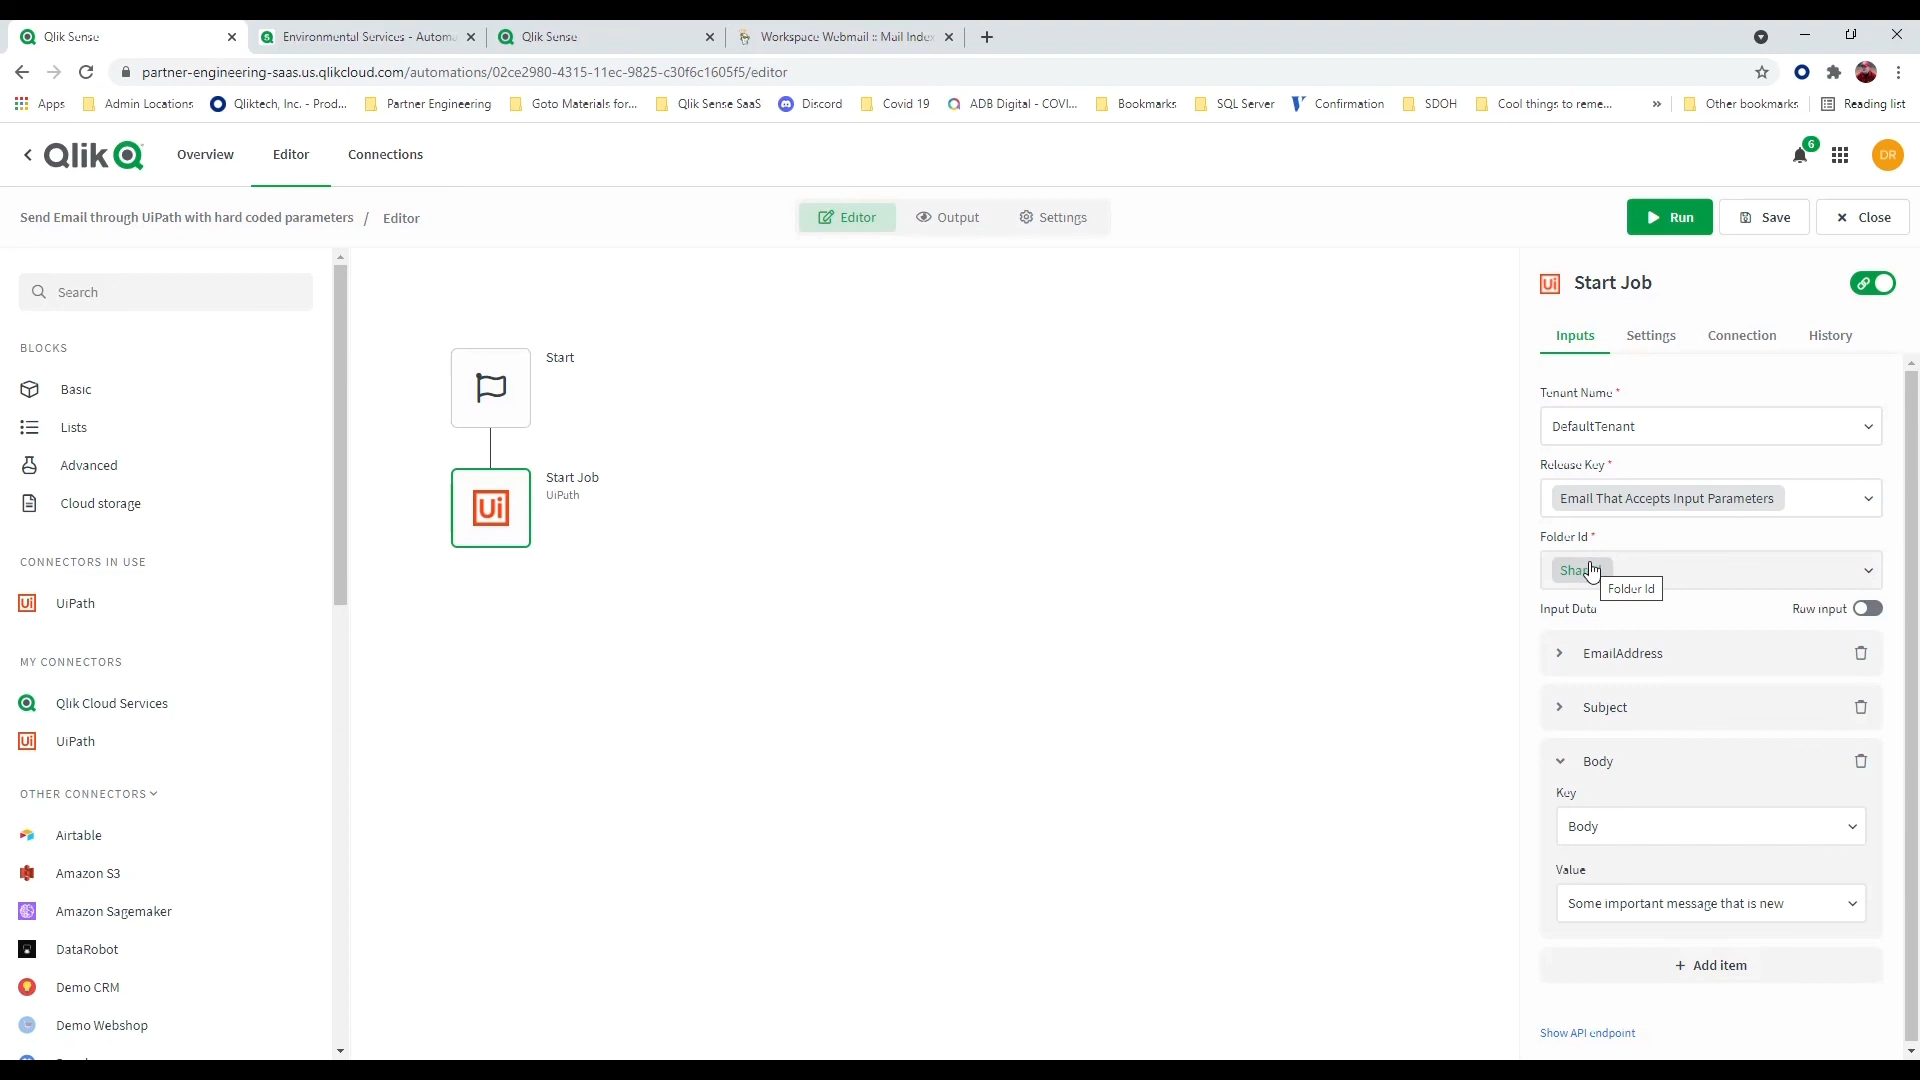 Qlik Sense
Environmental Services - Automa
Qlik Sense
Workspace Webmail :: Mail Index
partner-engineering-saas.us.qlikcloud.com/automations/02ce2980-4315-11ec-9825-c30f6c1605f5/editor
Apps
Admin Locations
Qliktech, Inc. - Prod...
Partner Engineering
Goto Materials for...
Qlik Sense SaaS
Discord
Covid 19
ADB Digital - COVI...
Bookmarks
SQL Server
Confirmation
SDOH
Cool things to reme...
»
Other bookmarks
Reading list
Qlik
Overview
Editor
Connections
6
DR
Send Email through UiPath with hard coded parameters / Editor
Editor
Output
Settings
Run
Save
Close
Search
BLOCKS
Basic
Lists
Advanced
Cloud storage
CONNECTORS IN USE
Ui UiPath
MY CONNECTORS
Qlik Cloud Services
Ui UiPath
OTHER CONNECTORS
Airtable
Amazon S3
Amazon Sagemaker
DataRobot
Demo CRM
Demo Webshop
Start
Ui
Start Job
UiPath
Ui Start Job
Inputs
Settings
Connection
History
Tenant Name *
DefaultTenant
Release Key *
Email That Accepts Input Parameters
Folder Id *
Folder Id
Input Data
Raw input
EmailAddress
Subject
Body
Key
Body
Value
Some important message that is new
+ Add item
Show API endpoint